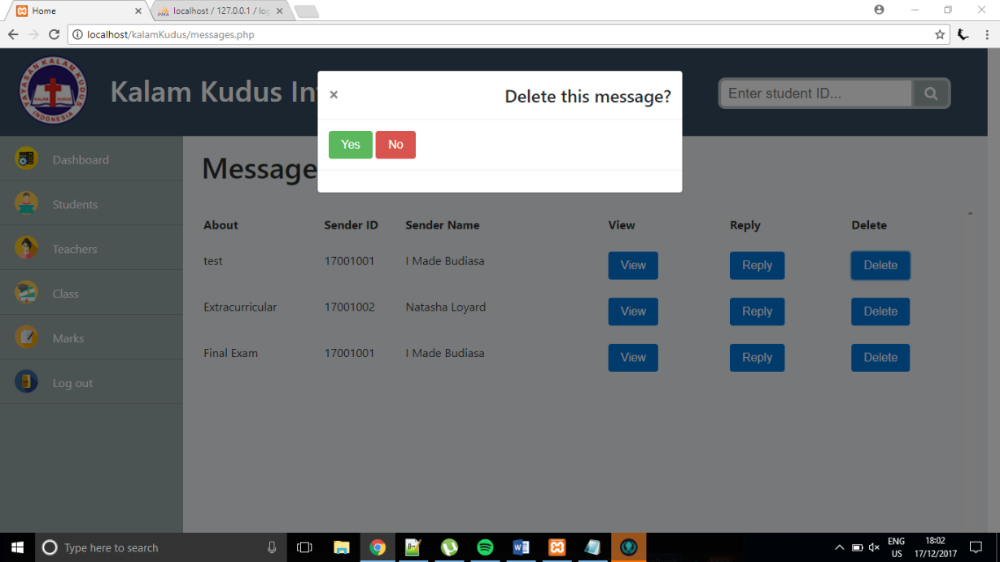 Home
localhost / 127.0.0.1 / log
localhost/kalamKudus/messages.php
YAYASAN KALAM KUDUS
INDONESIA
Kalam Kudus In
Enter student ID...
× Delete this message?
Yes No
Dashboard
Students
Teachers
Class
Marks
Log out
Message
About Sender ID Sender Name View Reply Delete
test 17001001 I Made Budiasa View Reply Delete
Extracurricular 17001002 Natasha Loyard View Reply Delete
Final Exam 17001001 I Made Budiasa View Reply Delete
Type here to search
ENG
US
18:02
17/12/2017